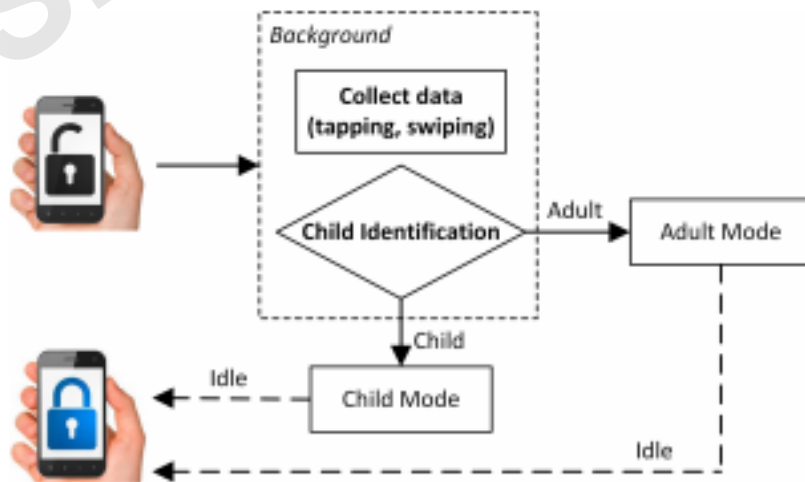 Background
Collect data
(tapping, swiping)
Child Identification
Adult
Adult Mode
Child
Child Mode
Idle
Idle